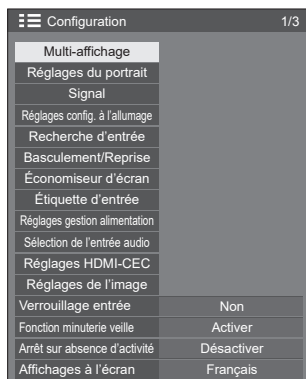 Configuration 1/3
Multi-affichage
Réglages du portrait
Signal
Réglages config. à l'allumage
Recherche d'entrée
Basculement/Reprise
Économiseur d'écran
Étiquette d'entrée
Réglages gestion alimentation
Sélection de l'entrée audio
Réglages HDMI-CEC
Réglages de l'image
Verrouillage entrée Non
Fonction minuterie veille Activer
Arrêt sur absence d'activité Désactiver
Affichages à l'écran Français